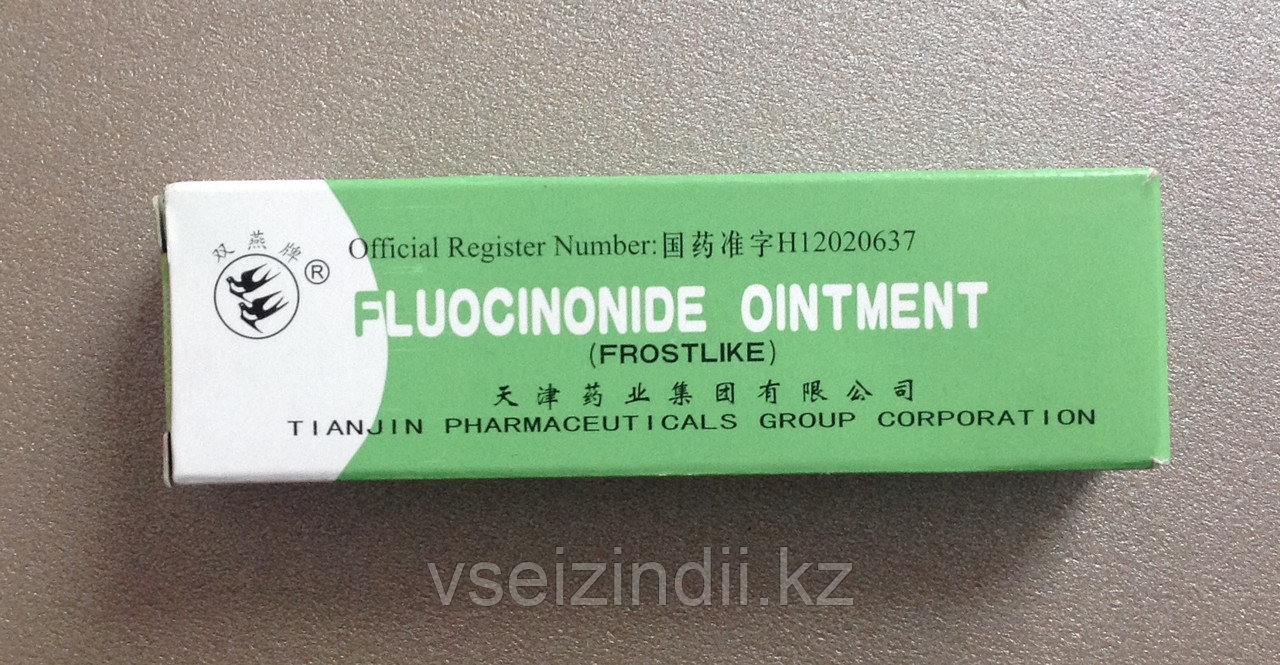 双燕牌
®
Official Register Number:国药准字H12020637
FLUOCINONIDE OINTMENT
(FROSTLIKE)
天津药业集团有限公司
TIANJIN PHARMACEUTICALS GROUP CORPORATION
vseizindii.kz